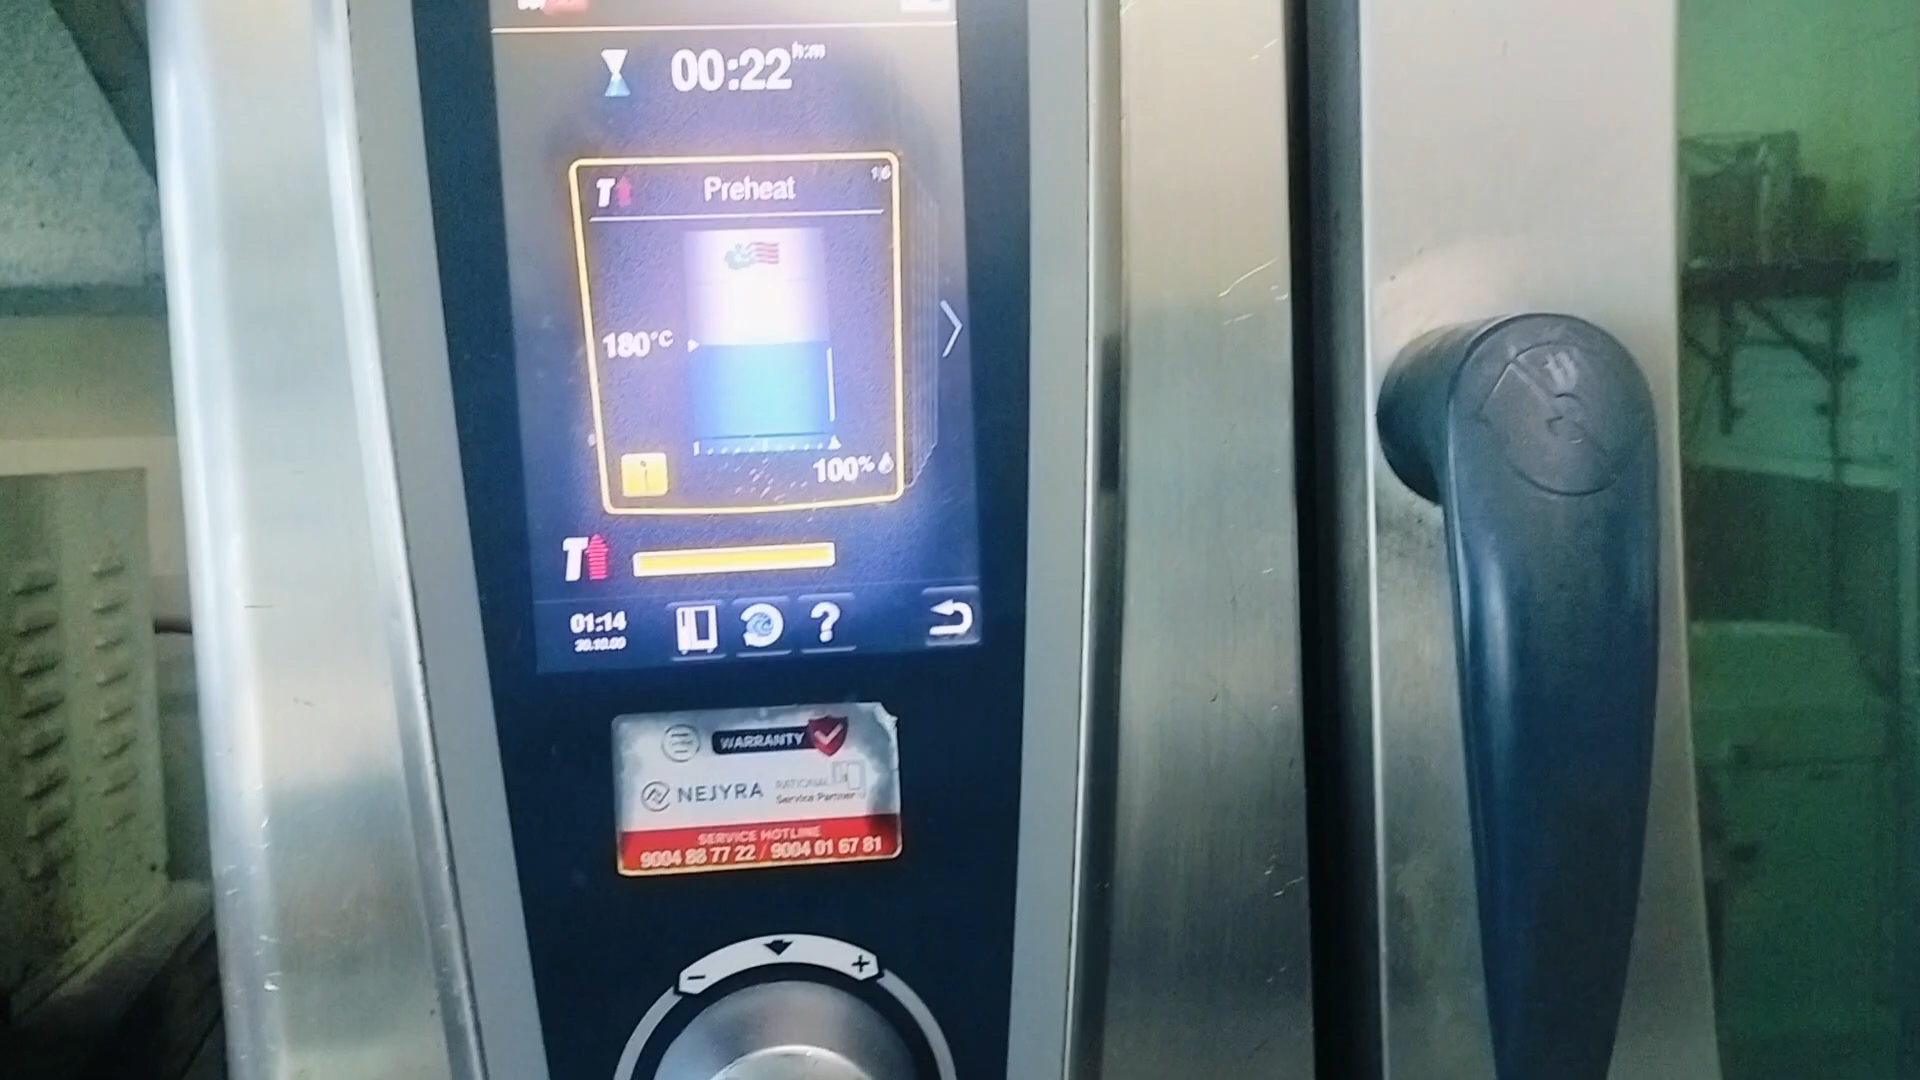 00:22 h:m
T Preheat 1/6
180°C
i
100%
T
01:14
?
WARRANTY
NEJYRA RATIONAL
Service Partner
SERVICE HOTLINE
9004 88 77 22 / 9004 01 67 81
- +